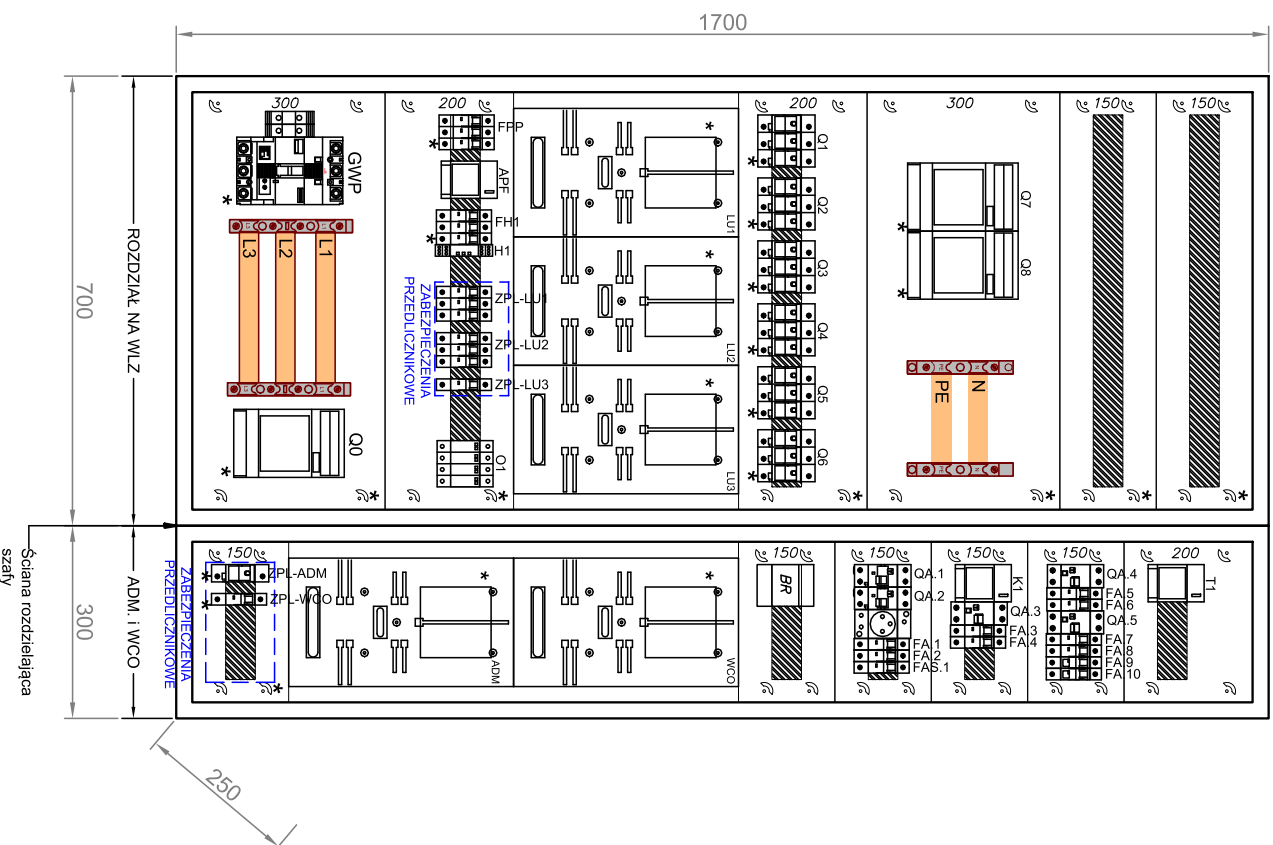 1700
700
300
250
ROZDZIAŁ NA WLZ
ADM. i WCO
Ściana rozdzielająca
szafy
300
GWP
*
L3
L2
L1
Q0
*
200
FPP
*
APF
FH1
*
H1
ZABEZPIECZENIA
PRZEDLICZNIKOWE
ZPL-LU1
ZPL-LU2
ZPL-LU3
O1
*
*
LU1
*
LU2
*
LU3
200
Q1
*
Q2
*
Q3
*
Q4
*
Q5
*
Q6
*
*
300
Q7
*
Q8
*
PE
N
*
150
*
150
*
150
ZABEZPIECZENIA
PRZEDLICZNIKOWE
*
ZPL-ADM
*
ZPL-WCO
*
*
ADM
*
WCO
150
BR
150
QA.1
QA.2
FA.1
FA.2
FAS.1
150
K1
QA.3
FA.3
FA.4
150
QA.4
FA.5
FA.6
QA.5
FA.7
FA.8
FA.9
FA.10
200
T1